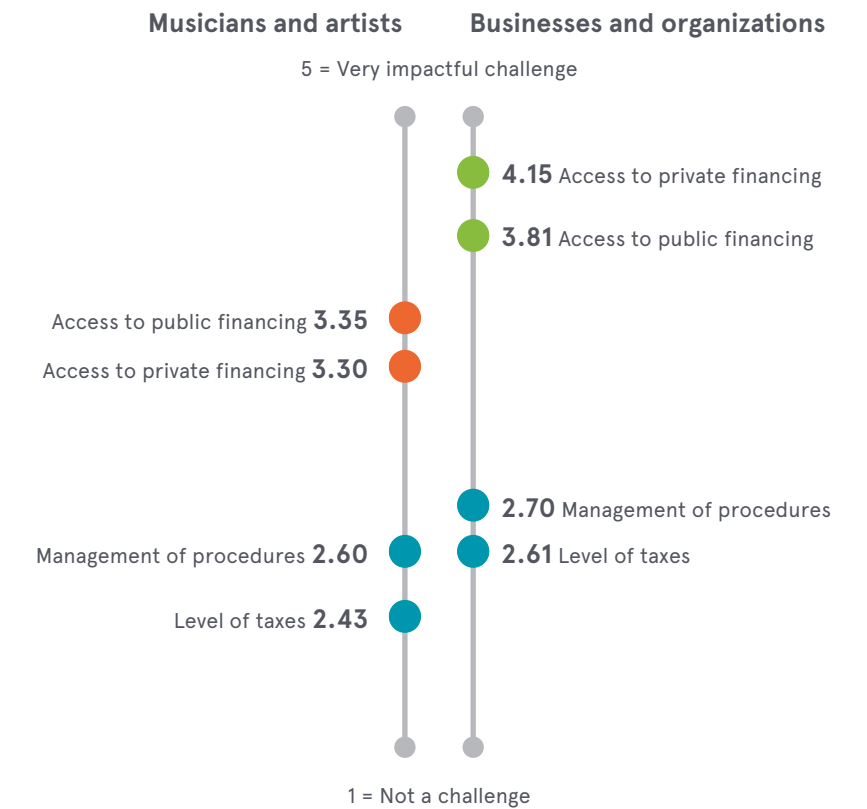 Musicians and artists
Businesses and organizations
5 = Very impactful challenge
4.15 Access to private financing
3.81 Access to public financing
Access to public financing 3.35
Access to private financing 3.30
2.70 Management of procedures
Management of procedures 2.60
2.61 Level of taxes
Level of taxes 2.43
1 = Not a challenge